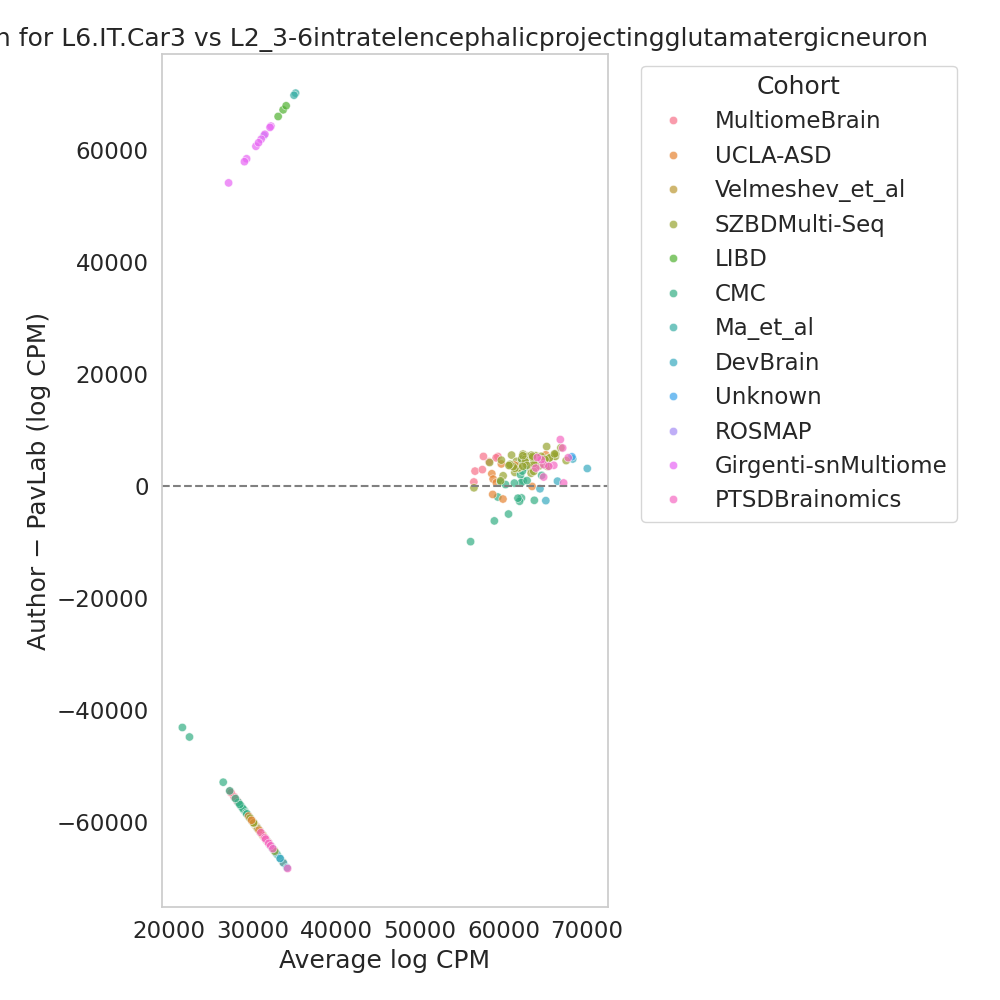 for L6.IT.Car3 vs L2_3-6intratelencephalicprojectingglutamatergicneuron
Cohort
MultiomeBrain
UCLA-ASD
Velmeshev_et_al
SZBDMulti-Seq
LIBD
CMC
Ma_et_al
DevBrain
Unknown
ROSMAP
Girgenti-snMultiome
PTSDBrainomics
Author − PavLab (log CPM)
60000
40000
20000
0
−20000
−40000
−60000
20000 30000 40000 50000 60000 70000
Average log CPM